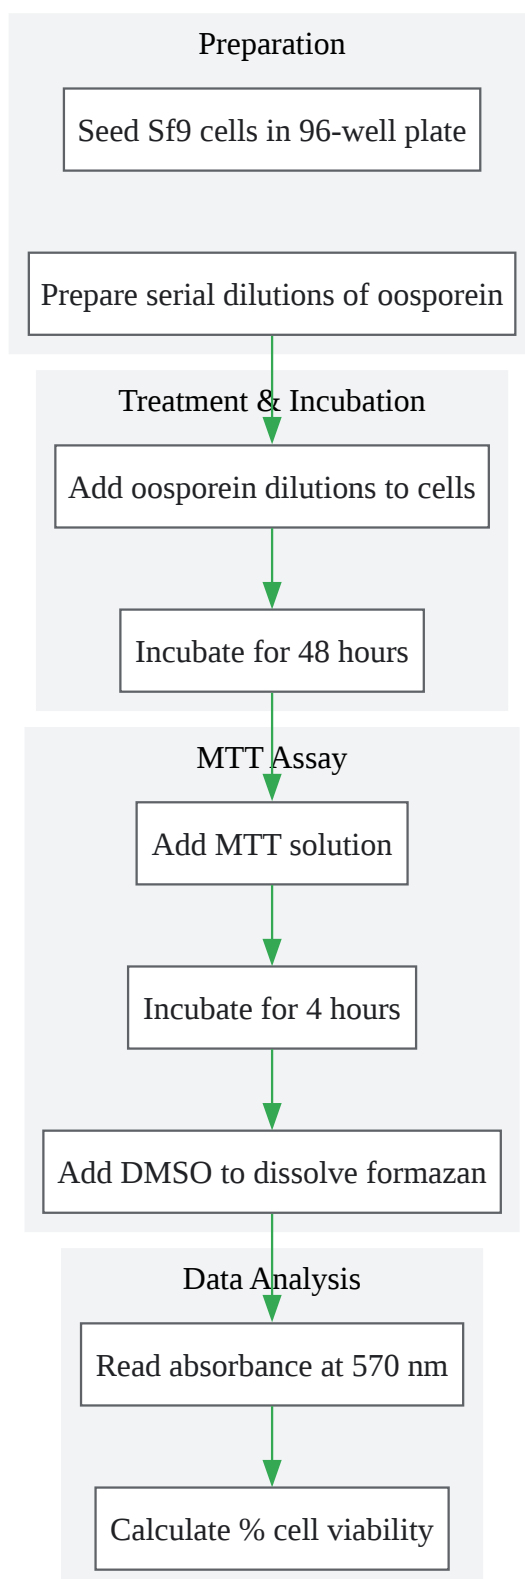 Preparation
Seed Sf9 cells in 96-well plate
Prepare serial dilutions of oosporein
Treatment & Incubation
Add oosporein dilutions to cells
Incubate for 48 hours
MTT Assay
Add MTT solution
Incubate for 4 hours
Add DMSO to dissolve formazan
Data Analysis
Read absorbance at 570 nm
Calculate % cell viability